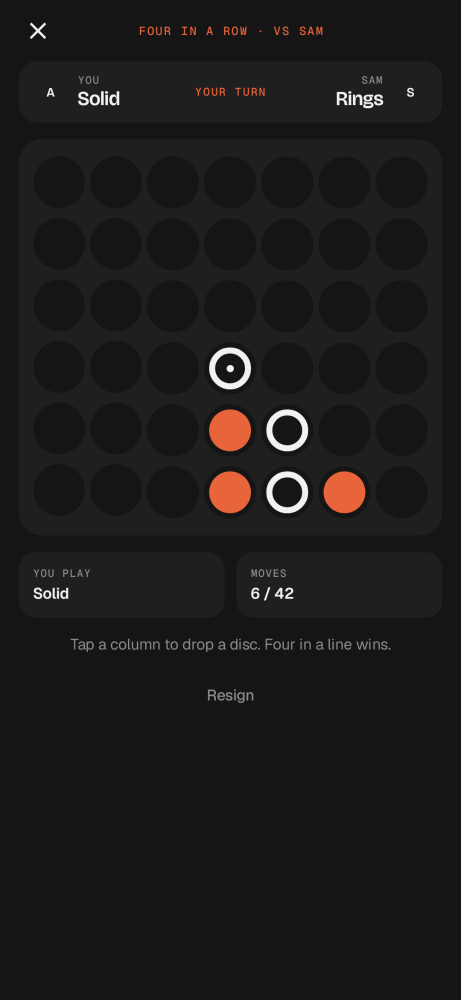 FOUR IN A ROW · VS SAM
A
YOU
Solid
YOUR TURN
SAM
Rings
S
YOU PLAY
Solid
MOVES
6 / 42
Tap a column to drop a disc. Four in a line wins.
Resign